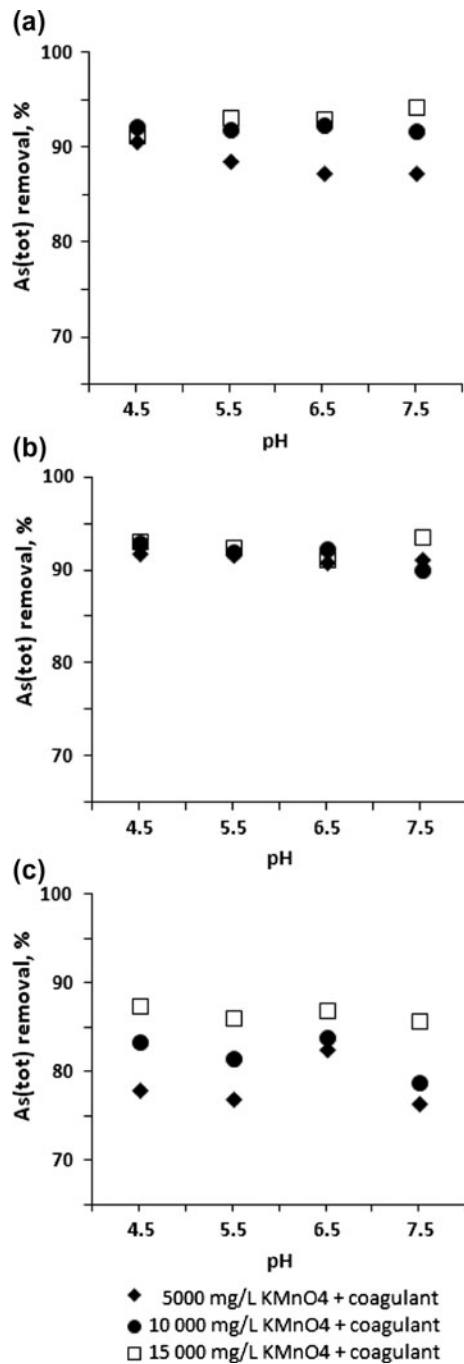 (a)
100
90
80
70
As(tot) removal, %
4.5 5.5 6.5 7.5
pH
(b)
100
90
80
70
As(tot) removal, %
4.5 5.5 6.5 7.5
pH
(c)
100
90
80
70
As(tot) removal, %
4.5 5.5 6.5 7.5
pH
5000 mg/L KMnO4 + coagulant
10 000 mg/L KMnO4 + coagulant
15 000 mg/L KMnO4 + coagulant